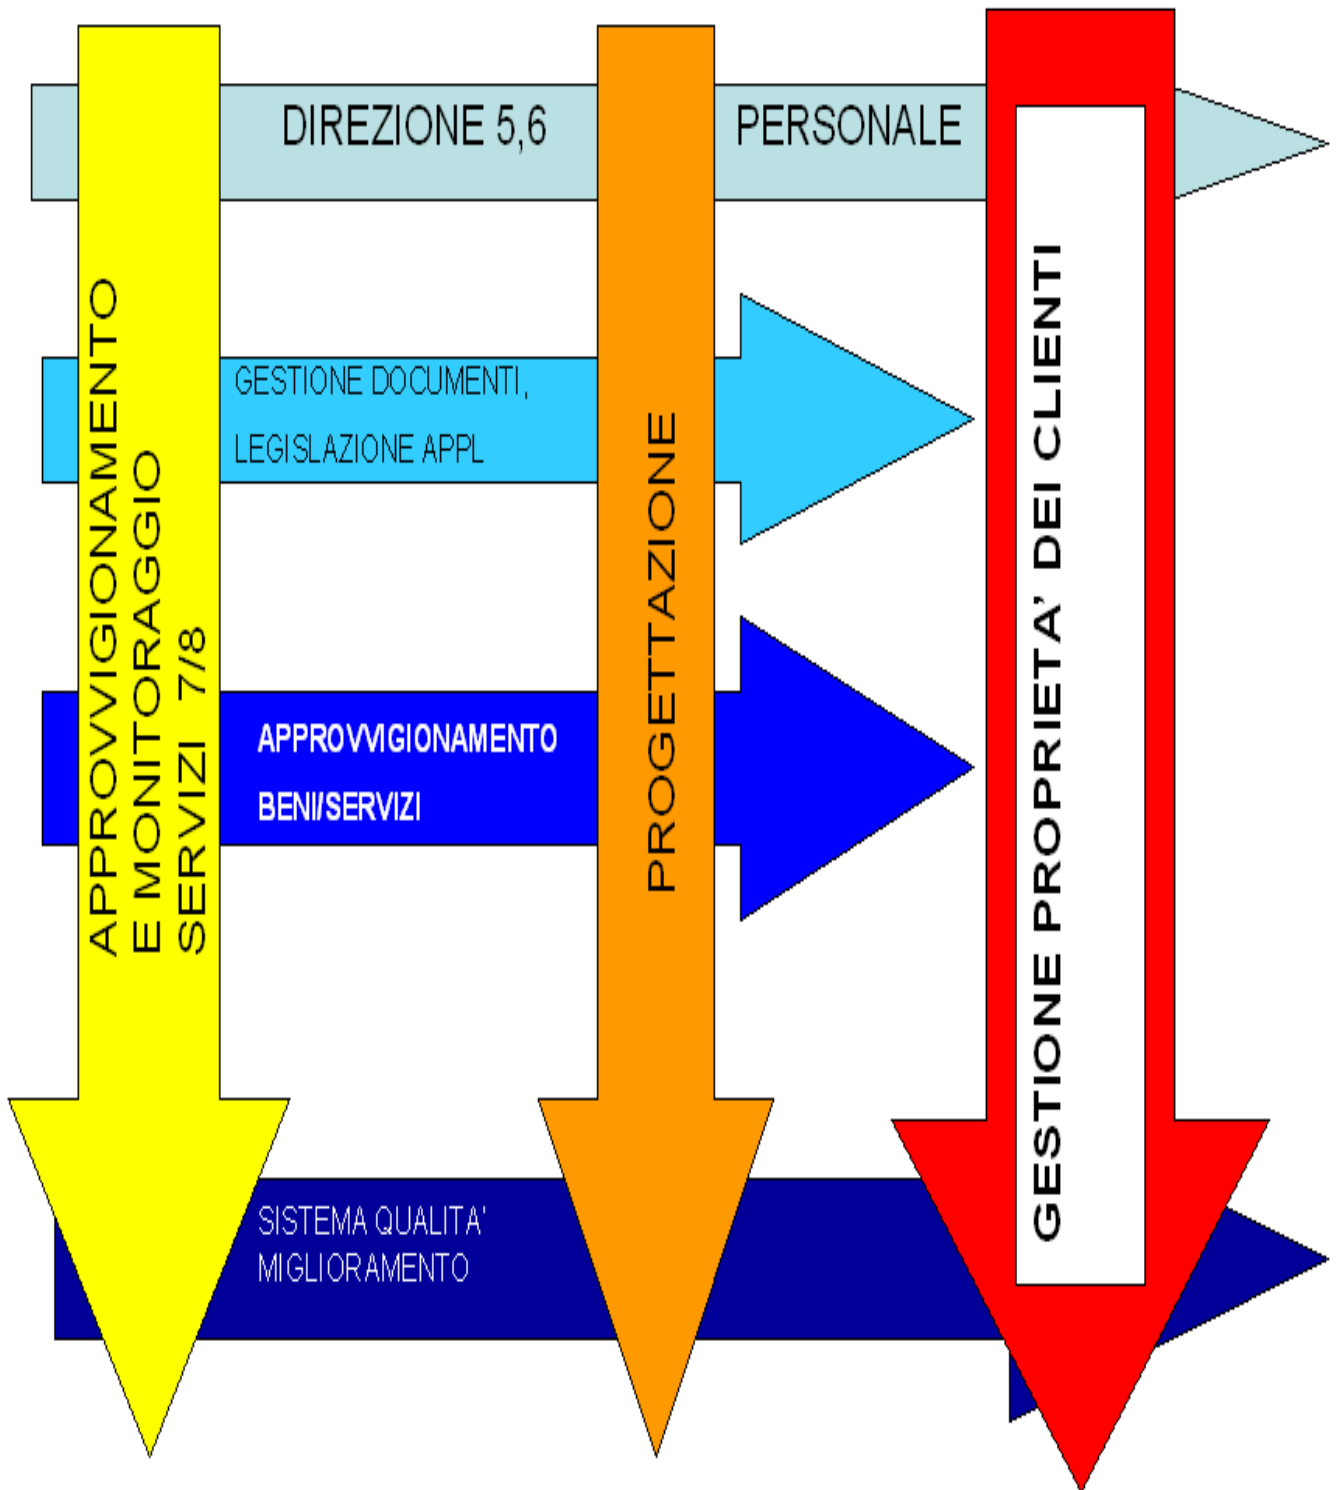 DIREZIONE 5,6
PERSONALE
GESTIONE DOCUMENTI,
LEGISLAZIONE APPL
APPROVVIGIONAMENTO
BENI/SERVIZI
SISTEMA QUALITA'
MIGLIORAMENTO
APPROVVIGIONAMENTO
E MONITORAGGIO
SERVIZI 7/8
PROGETTAZIONE
GESTIONE PROPRIETA’ DEI CLIENTI